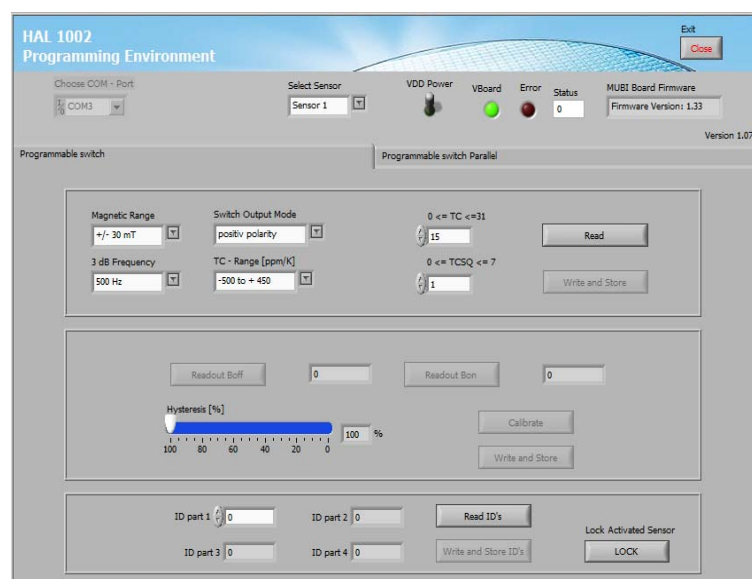 HAL 1002
Programming Environment
Exit
Close
Choose COM - Port
COM3
Select Sensor
Sensor 1
VDD Power
VBoard
Error
Status
0
MUBI Board Firmware
Firmware Version: 1.33
Version 1.07
Programmable switch
Programmable switch Parallel
Magnetic Range
+/- 30 mT
Switch Output Mode
positiv polarity
0 <= TC <=31
15
Read
3 dB Frequency
500 Hz
TC - Range [ppm/K]
-500 to + 450
0 <= TCSQ <= 7
1
Write and Store
Readout Boff
0
Readout Bon
0
Hysteresis [%]
100 80 60 40 20 0
100 %
Calibrate
Write and Store
ID part 1 0
ID part 2 0
Read ID's
ID part 3 0
ID part 4 0
Write and Store ID's
Lock Activated Sensor
LOCK